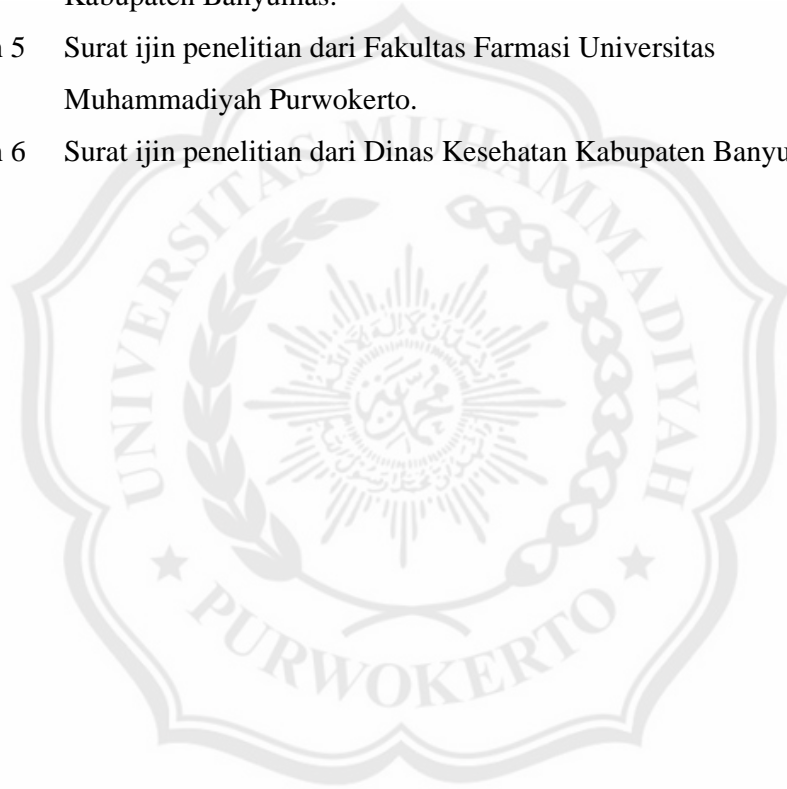 Kabupaten Banyumas.
n 5 Surat ijin penelitian dari Fakultas Farmasi Universitas
Muhammadiyah Purwokerto.
n 6 Surat ijin penelitian dari Dinas Kesehatan Kabupaten Banyu
UNIVERSITAS MUHAMMADIYAH
PURWOKERTO